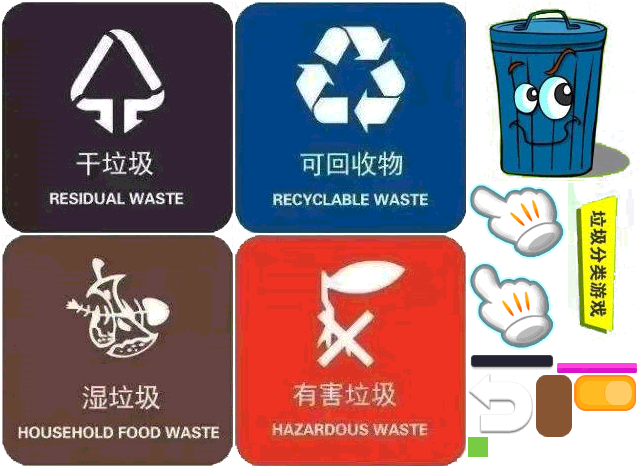 干垃圾
RESIDUAL WASTE
可回收物
RECYCLABLE WASTE
湿垃圾
HOUSEHOLD FOOD WASTE
有害垃圾
HAZARDOUS WASTE
垃圾分类游戏